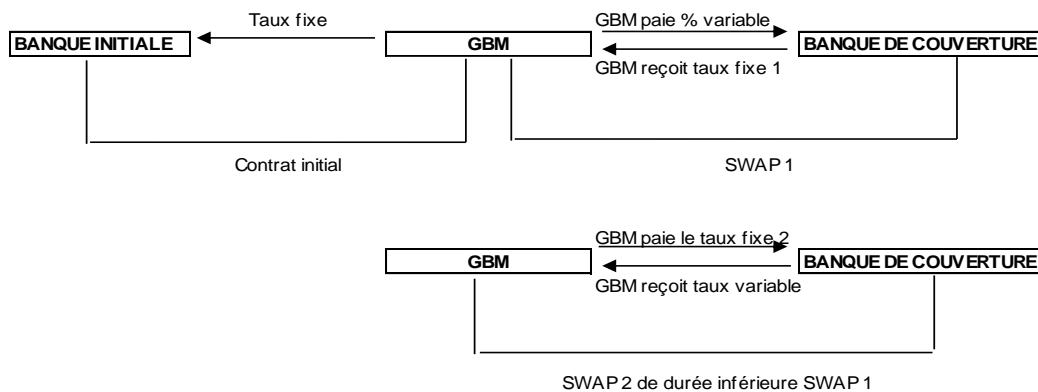 Taux fixe
GBM paie % variable
BANQUE INITIALE
GBM
BANQUE DE COUVERTURE
GBM reçoit taux fixe 1
Contrat initial
SWAP 1
GBM paie le taux fixe 2
GBM
BANQUE DE COUVERTURE
GBM reçoit taux variable
SWAP 2 de durée inférieure SWAP 1